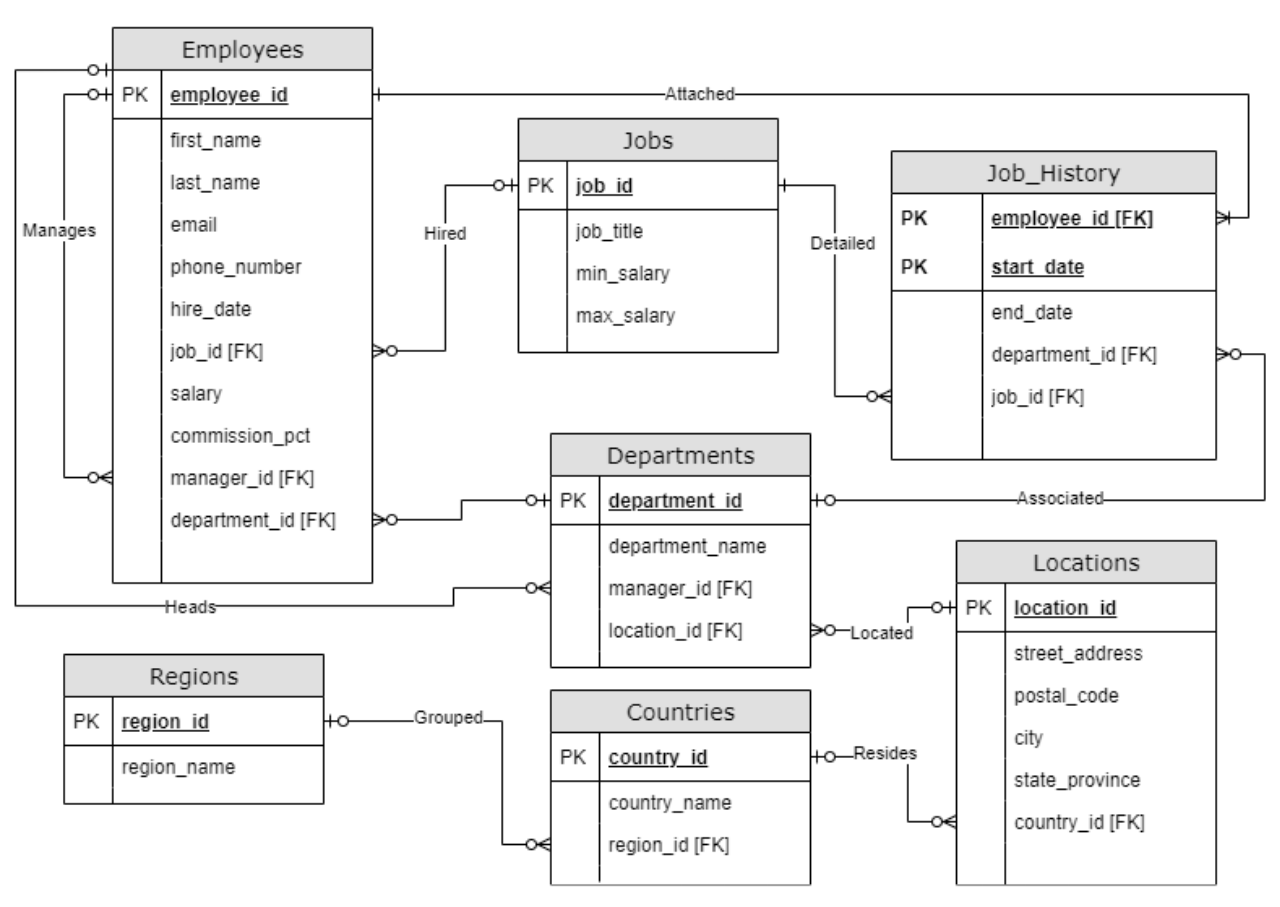 Employees
PK employee_id
first_name
last_name
email
phone_number
hire_date
job_id [FK]
salary
commission_pct
manager_id [FK]
department_id [FK]
Manages
Heads
Hired
Attached
Jobs
PK job_id
job_title
min_salary
max_salary
Detailed
Job_History
PK employee_id [FK]
PK start_date
end_date
department_id [FK]
job_id [FK]
Departments
PK department_id
department_name
manager_id [FK]
location_id [FK]
Associated
Located
Locations
PK location_id
street_address
postal_code
city
state_province
country_id [FK]
Regions
PK region_id
region_name
Grouped
Countries
PK country_id
country_name
region_id [FK]
Resides